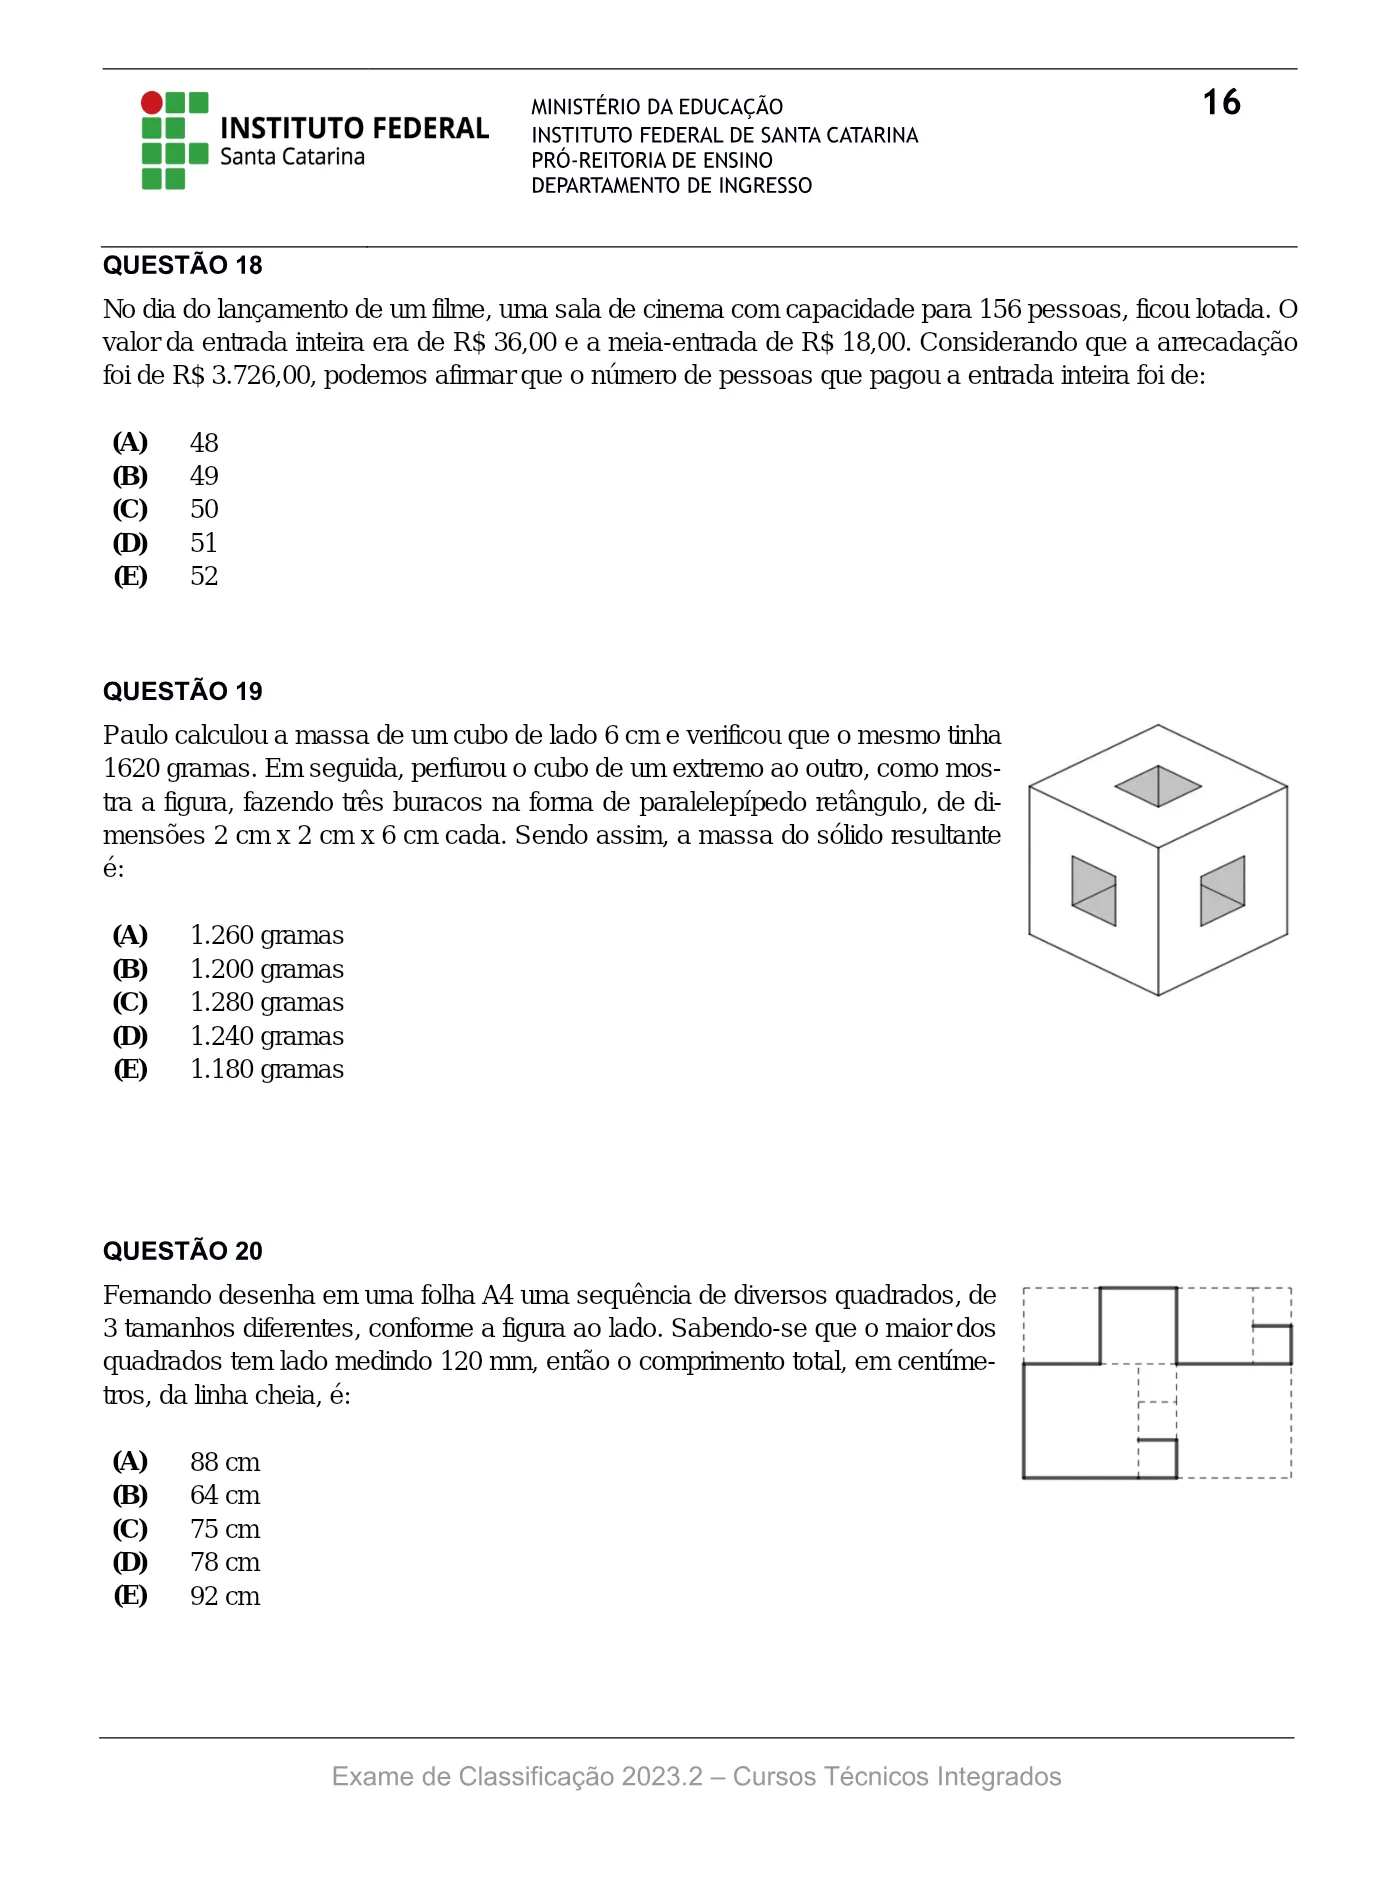 INSTITUTO FEDERAL
Santa Catarina
MINISTÉRIO DA EDUCAÇÃO
INSTITUTO FEDERAL DE SANTA CATARINA
PRÓ-REITORIA DE ENSINO
DEPARTAMENTO DE INGRESSO
16
QUESTÃO 18
No dia do lançamento de um filme, uma sala de cinema com capacidade para 156 pessoas, ficou lotada. O
valor da entrada inteira era de R$ 36,00 e a meia-entrada de R$ 18,00. Considerando que a arrecadação
foi de R$ 3.726,00, podemos afirmar que o número de pessoas que pagou a entrada inteira foi de:
(A) 48
(B) 49
(C) 50
(D) 51
(E) 52
QUESTÃO 19
Paulo calculou a massa de um cubo de lado 6 cm e verificou que o mesmo tinha
1620 gramas. Em seguida, perfurou o cubo de um extremo ao outro, como mos-
tra a figura, fazendo três buracos na forma de paralelepípedo retângulo, de di-
mensões 2 cm x 2 cm x 6 cm cada. Sendo assim, a massa do sólido resultante
é:
(A) 1.260 gramas
(B) 1.200 gramas
(C) 1.280 gramas
(D) 1.240 gramas
(E) 1.180 gramas
QUESTÃO 20
Fernando desenha em uma folha A4 uma sequência de diversos quadrados, de
3 tamanhos diferentes, conforme a figura ao lado. Sabendo-se que o maior dos
quadrados tem lado medindo 120 mm, então o comprimento total, em centíme-
tros, da linha cheia, é:
(A) 88 cm
(B) 64 cm
(C) 75 cm
(D) 78 cm
(E) 92 cm
Exame de Classificação 2023.2 – Cursos Técnicos Integrados